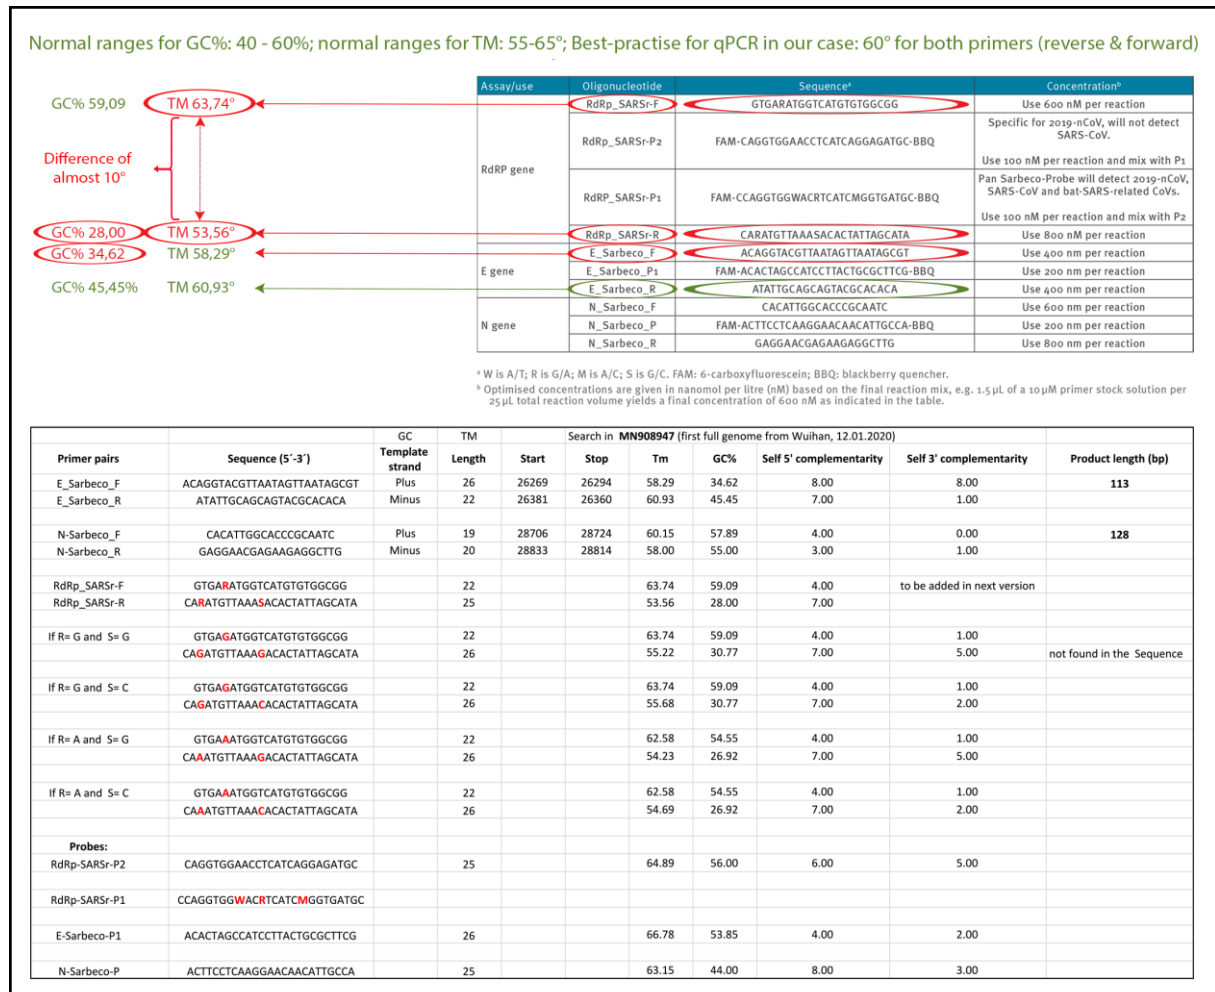 Normal ranges for GC%: 40 - 60%; normal ranges for TM: 55-65°; Best-practise for qPCR in our case: 60° for both primers (reverse & forward)
GC% 59,09 TM 63,74°
Difference of
almost 10°
GC% 28,00 TM 53,56°
GC% 34,62 TM 58,29°
GC% 45,45% TM 60,93°
Assay/use Oligonucleotide Sequenceᵃ Concentrationᵇ
RdRP gene
RdRp_SARSr-F GTGARATGGTCATGTGTGGCGG Use 600 nM per reaction
RdRp_SARSr-P2 FAM-CAGGTGGAACCTCATCAGGAGATGC-BBQ
Specific for 2019-nCoV, will not detect
SARS-CoV.
Use 100 nM per reaction and mix with P1
RdRP_SARSr-P1 FAM-CCAGGTGGWACRTCATCMGGTGATGC-BBQ
Pan Sarbeco-Probe will detect 2019-nCoV,
SARS-CoV and bat-SARS-related CoVs.
Use 100 nM per reaction and mix with P2
RdRp_SARSr-R CARATGTTAAASACACTATTAGCATA Use 800 nM per reaction
E gene
E_Sarbeco_F ACAGGTACGTTAATAGTTAATAGCGT Use 400 nm per reaction
E_Sarbeco_P1 FAM-ACACTAGCCATCCTTACTGCGCTTCG-BBQ Use 200 nm per reaction
E_Sarbeco_R ATATTGCAGCAGTACGCACACA Use 400 nm per reaction
N gene
N_Sarbeco_F CACATTGGCACCCGCAATC Use 600 nm per reaction
N_Sarbeco_P FAM-ACTTCCTCAAGGAACAACATTGCCA-BBQ Use 200 nm per reaction
N_Sarbeco_R GAGGAACGAGAAGAGGCTTG Use 800 nm per reaction
ᵃ W is A/T; R is G/A; M is A/C; S is G/C. FAM: 6-carboxyfluorescein; BBQ: blackberry quencher.
ᵇ Optimised concentrations are given in nanomol per litre (nM) based on the final reaction mix, e.g. 1.5 µL of a 10 µM primer stock solution per
25 µL total reaction volume yields a final concentration of 600 nM as indicated in the table.
GC TM Search in MN908947 (first full genome from Wuihan, 12.01.2020)
Primer pairs Sequence (5´-3´) Template strand Length Start Stop Tm GC% Self 5' complementarity Self 3' complementarity Product length (bp)
E_Sarbeco_F ACAGGTACGTTAATAGTTAATAGCGT Plus 26 26269 26294 58.29 34.62 8.00 8.00 113
E_Sarbeco_R ATATTGCAGCAGTACGCACACA Minus 22 26381 26360 60.93 45.45 7.00 1.00
N-Sarbeco_F CACATTGGCACCCGCAATC Plus 19 28706 28724 60.15 57.89 4.00 0.00 128
N-Sarbeco_R GAGGAACGAGAAGAGGCTTG Minus 20 28833 28814 58.00 55.00 3.00 1.00
RdRp_SARSr-F GTGARATGGTCATGTGTGGCGG 22 63.74 59.09 4.00 to be added in next version
RdRp_SARSr-R CARATGTTAAASACACTATTAGCATA 25 53.56 28.00 7.00
If R= G and S= G GTGAGATGGTCATGTGTGGCGG 22 63.74 59.09 4.00 1.00
CAGATGTTAAAGACACTATTAGCATA 26 55.22 30.77 7.00 5.00 not found in the Sequence
If R= G and S= C GTGAGATGGTCATGTGTGGCGG 22 63.74 59.09 4.00 1.00
CAGATGTTAAACACACTATTAGCATA 26 55.68 30.77 7.00 2.00
If R= A and S= G GTGAAATGGTCATGTGTGGCGG 22 62.58 54.55 4.00 1.00
CAAATGTTAAAGACACTATTAGCATA 26 54.23 26.92 7.00 5.00
If R= A and S= C GTGAAATGGTCATGTGTGGCGG 22 62.58 54.55 4.00 1.00
CAAATGTTAAACACACTATTAGCATA 26 54.69 26.92 7.00 2.00
Probes:
RdRp-SARSr-P2 CAGGTGGAACCTCATCAGGAGATGC 25 64.89 56.00 6.00 5.00
RdRp-SARSr-P1 CCAGGTGGWACRTCATCMGGTGATGC
E-Sarbeco-P1 ACACTAGCCATCCTTACTGCGCTTCG 26 66.78 53.85 4.00 2.00
N-Sarbeco-P ACTTCCTCAAGGAACAACATTGCCA 25 63.15 44.00 8.00 3.00